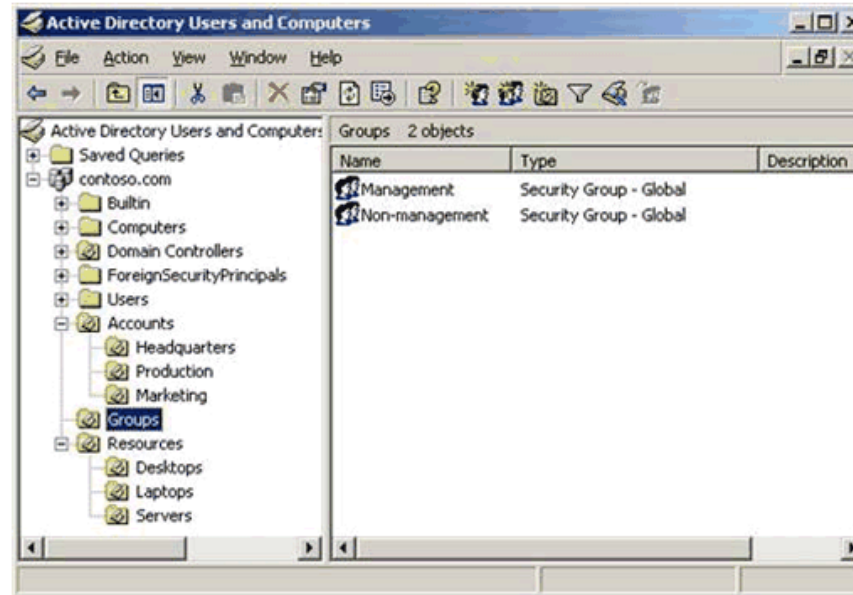 Active Directory Users and Computers
File Action View Window Help
Active Directory Users and Computers
Groups 2 objects
Saved Queries
contoso.com
Builtin
Computers
Domain Controllers
ForeignSecurityPrincipals
Users
Accounts
Headquarters
Production
Marketing
Groups
Resources
Desktops
Laptops
Servers
Name Type Description
Management Security Group - Global
Non-management Security Group - Global